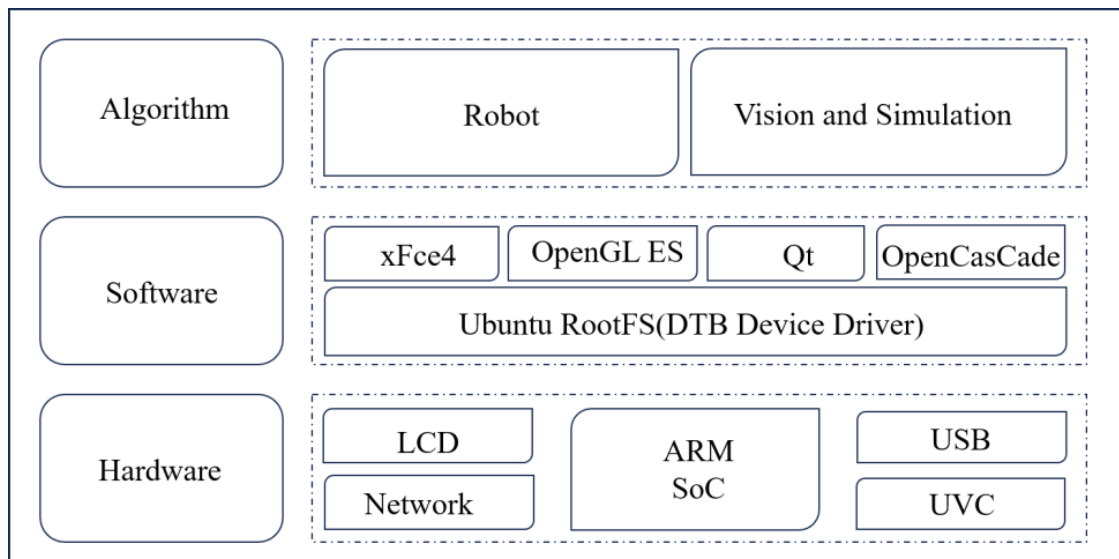 Algorithm
Robot
Vision and Simulation
Software
xFce4
OpenGL ES
Qt
OpenCasCade
Ubuntu RootFS(DTB Device Driver)
Hardware
LCD
Network
ARM
SoC
USB
UVC